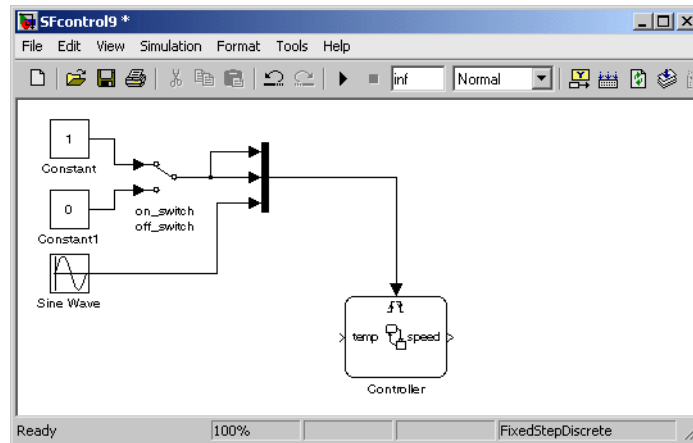 SFcontrol9 *
File Edit View Simulation Format Tools Help
inf Normal
1
Constant
0
Constant1
on_switch
off_switch
Sine Wave
temp speed
Controller
Ready 100% FixedStepDiscrete